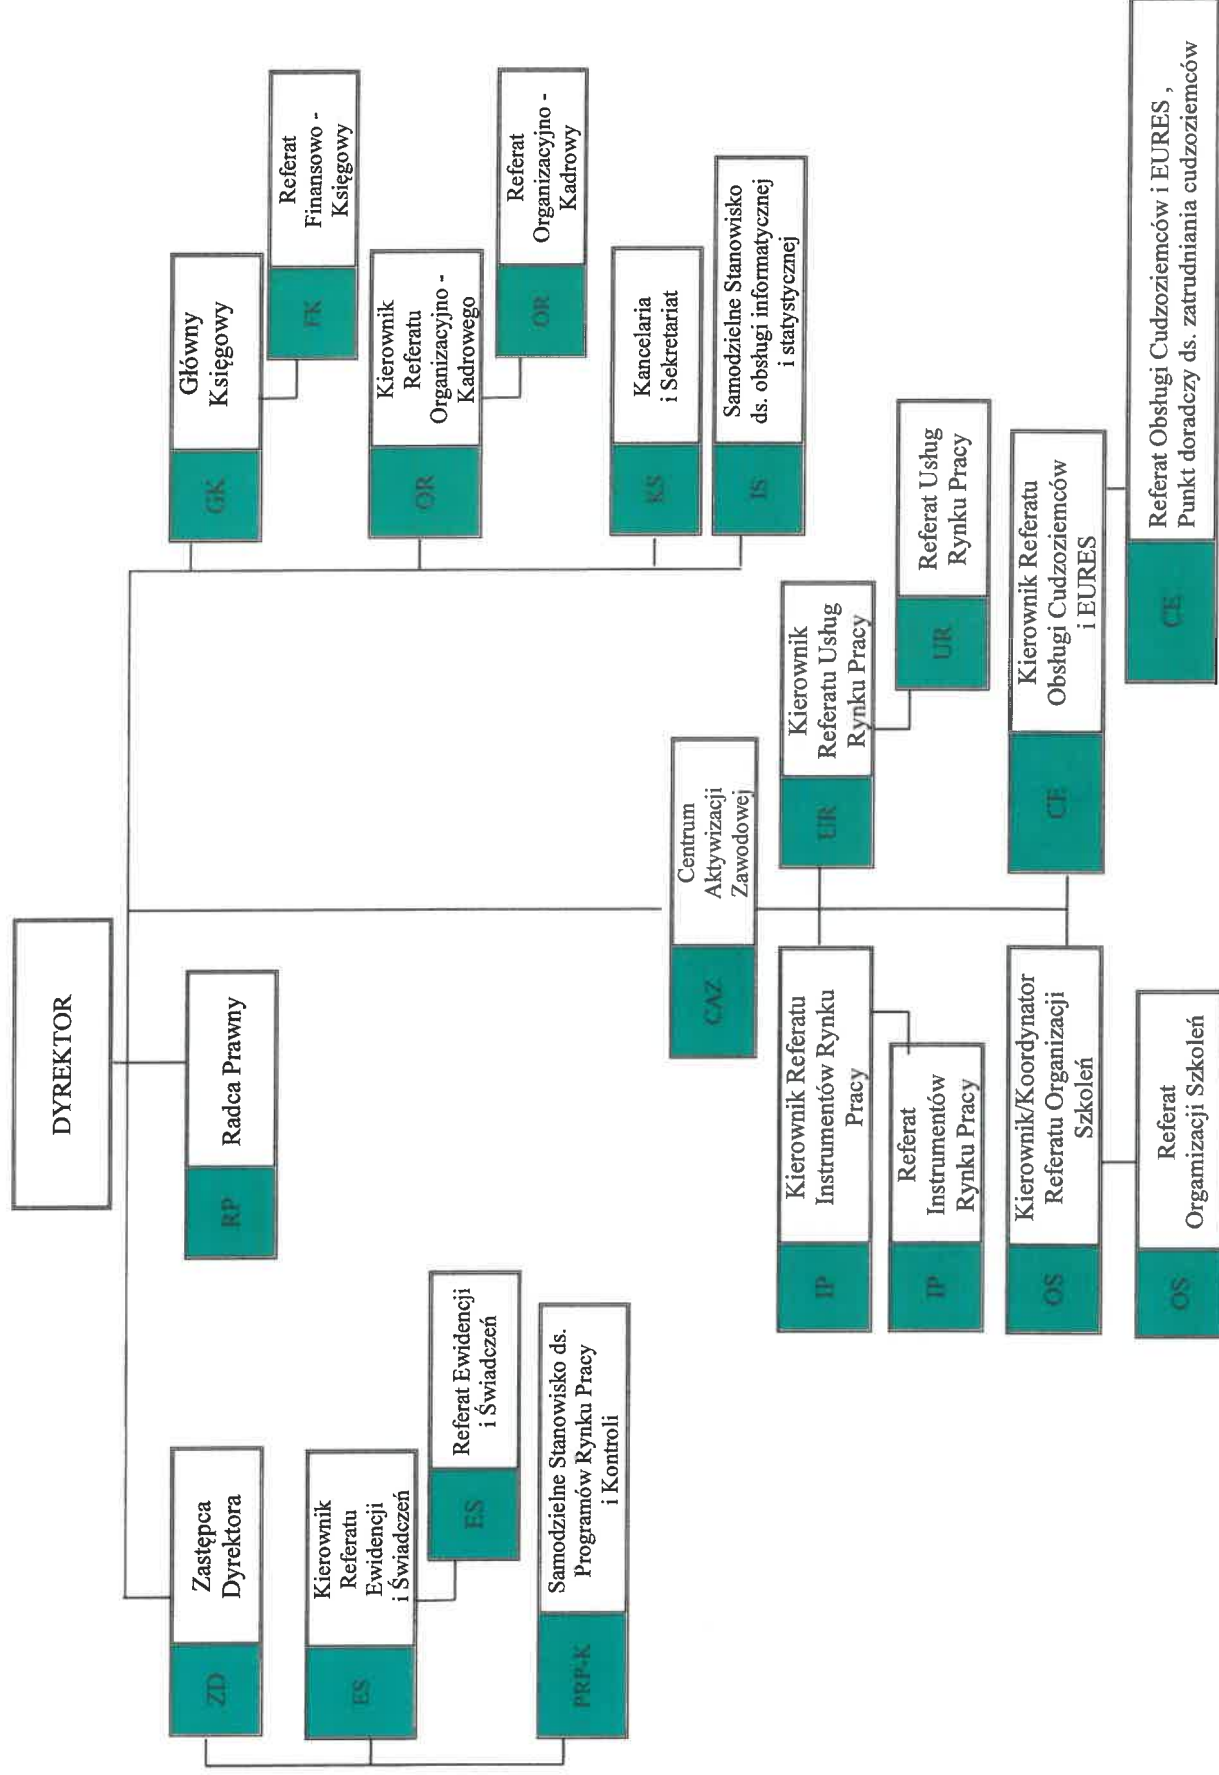 DYREKTOR
ZD
Zastępca
Dyrektora
RP
Radca Prawny
GK
Główny
Księgowy
FK
Referat
Finansowo -
Księgowy
ES
Kierownik
Referatu
Ewidencji
i Świadczeń
ES
Referat Ewidencji
i Świadczeń
PRP-K
Samodzielne Stanowisko ds.
Programów Rynku Pracy
i Kontroli
OR
Kierownik
Referatu
Organizacyjno -
Kadrowego
OR
Referat
Organizacyjno -
Kadrowy
KS
Kancelaria
i Sekretariat
IS
Samodzielne Stanowisko
ds. obsługi informatycznej
i statystycznej
CAZ
Centrum
Aktywizacji
Zawodowej
IP
Kierownik Referatu
Instrumentów Rynku
Pracy
IP
Referat
Instrumentów
Rynku Pracy
UR
Kierownik
Referatu Usług
Rynku Pracy
UR
Referat Usług
Rynku Pracy
OS
Kierownik/Koordynator
Referatu Organizacji
Szkoleń
OS
Referat
Orgamizacji Szkoleń
CE
Kierownik Referatu
Obsługi Cudzoziemców
i EURES
CE
Referat Obsługi Cudzoziemców i EURES ,
Punkt doradczy ds. zatrudniania cudzoziemców